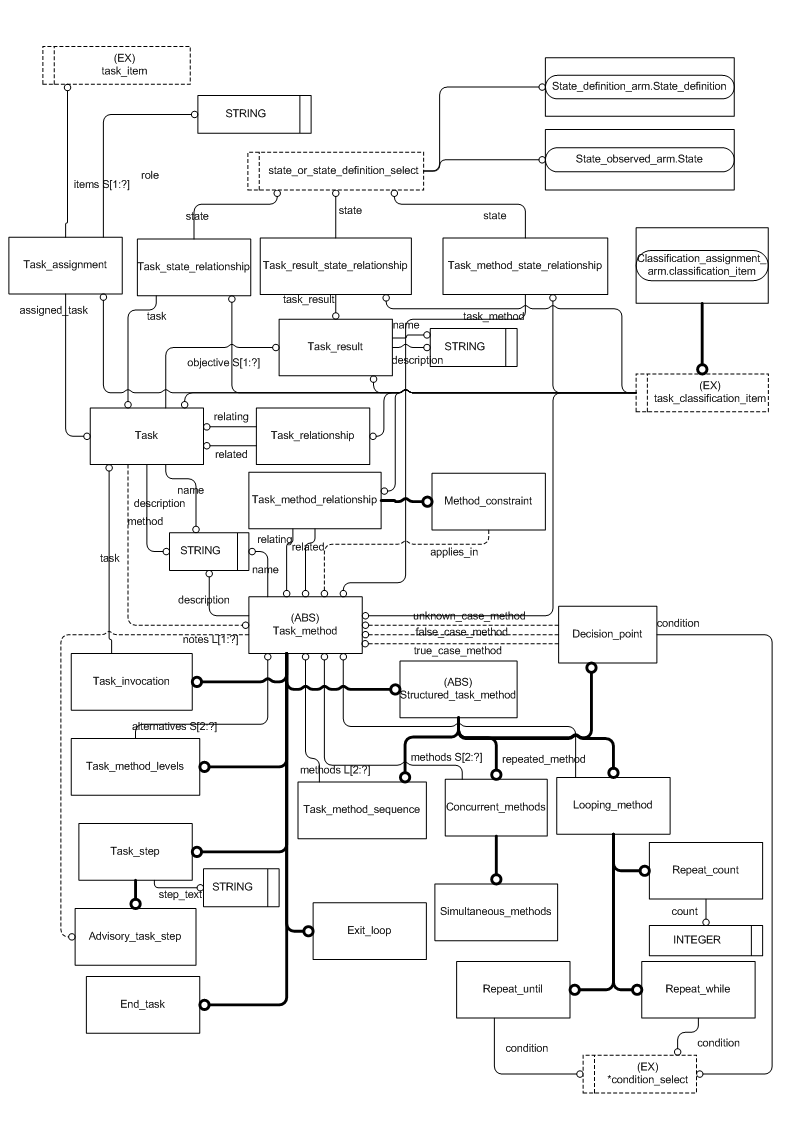 (EX)
task_item
STRING
State_definition_arm.State_definition
state_or_state_definition_select
State_observed_arm.State
items S[1:?]
role
state
state
state
Task_assignment
Task_state_relationship
Task_result_state_relationship
Task_method_state_relationship
Classification_assignment_
arm.classification_item
assigned_task
task
task_result
task_method
name
Task_result
STRING
description
objective S[1:?]
(EX)
task_classification_item
Task
relating
related
Task_relationship
name
description
method
Task_method_relationship
Method_constraint
relating
related
applies_in
STRING
name
task
description
(ABS)
Task_method
notes L[1:?]
unknown_case_method
false_case_method
true_case_method
Decision_point
condition
Task_invocation
(ABS)
Structured_task_method
alternatives S[2:?]
Task_method_levels
methods L[2:?]
methods S[2:?]
repeated_method
Task_method_sequence
Concurrent_methods
Looping_method
Task_step
STRING
step_text
Repeat_count
count
Advisory_task_step
Exit_loop
Simultaneous_methods
INTEGER
End_task
Repeat_until
Repeat_while
condition
condition
(EX)
*condition_select